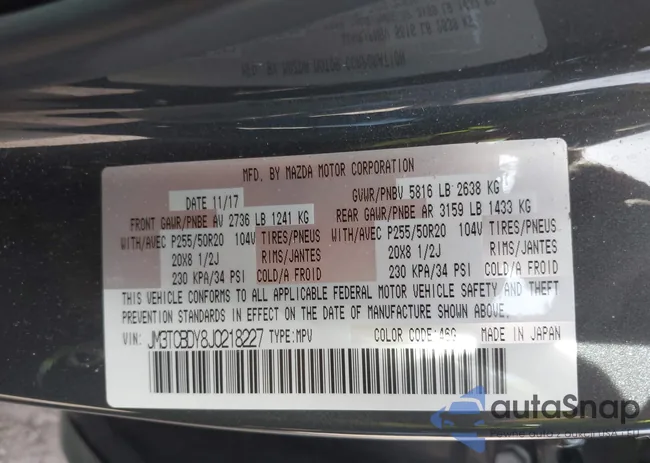 MFD. BY MAZDA MOTOR CORPORATION
DATE 11/17 GVWR/PNBV 5816 LB 2638 KG
FRONT GAWR/PNBE AV 2736 LB 1241 KG REAR GAWR/PNBE AR 3159 LB 1433 KG
WITH/AVEC P255/50R20 104V TIRES/PNEUS WITH/AVEC P255/50R20 104V TIRES/PNEUS
20X8 1/2J RIMS/JANTES 20X8 1/2J RIMS/JANTES
230 KPA/34 PSI COLD/A FROID 230 KPA/34 PSI COLD/A FROID
THIS VEHICLE CONFORMS TO ALL APPLICABLE FEDERAL MOTOR VEHICLE SAFETY AND THEFT
PREVENTION STANDARDS IN EFFECT ON THE DATE OF MANUFACTURE SHOWN ABOVE.
VIN: JM3TCBDY8J0218227 TYPE:MPV COLOR CODE:46G MADE IN JAPAN
autoSnap